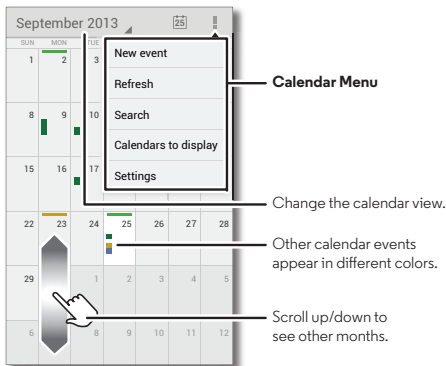 September 2013
25
SUN MON TUE
1 2 3
8 9 10
15 16 17
22 23 24 25 26 27 28
29 1 2 3 4 5
6 8 9 10 11 12
New event
Refresh
Search
Calendars to display
Settings
Calendar Menu
Change the calendar view.
Other calendar events
appear in different colors.
Scroll up/down to
see other months.